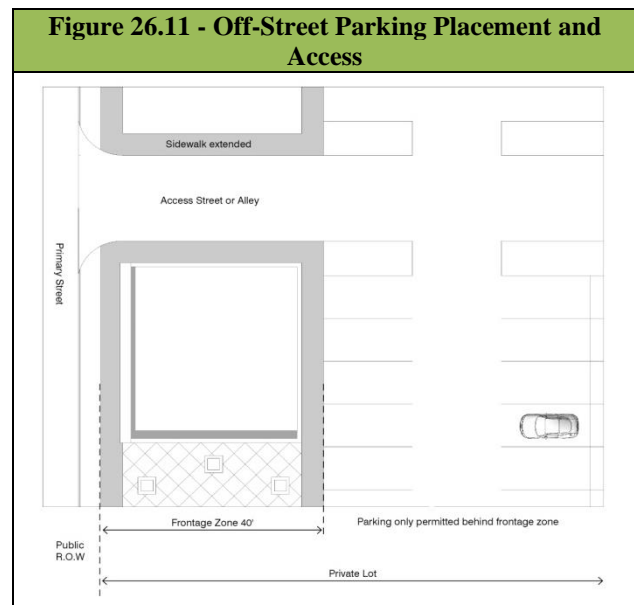 Figure 26.11 - Off-Street Parking Placement and
Access
Sidewalk extended
Access Street or Alley
Primary Street
Frontage Zone 40'
Parking only permitted behind frontage zone
Public
R.O.W
Private Lot